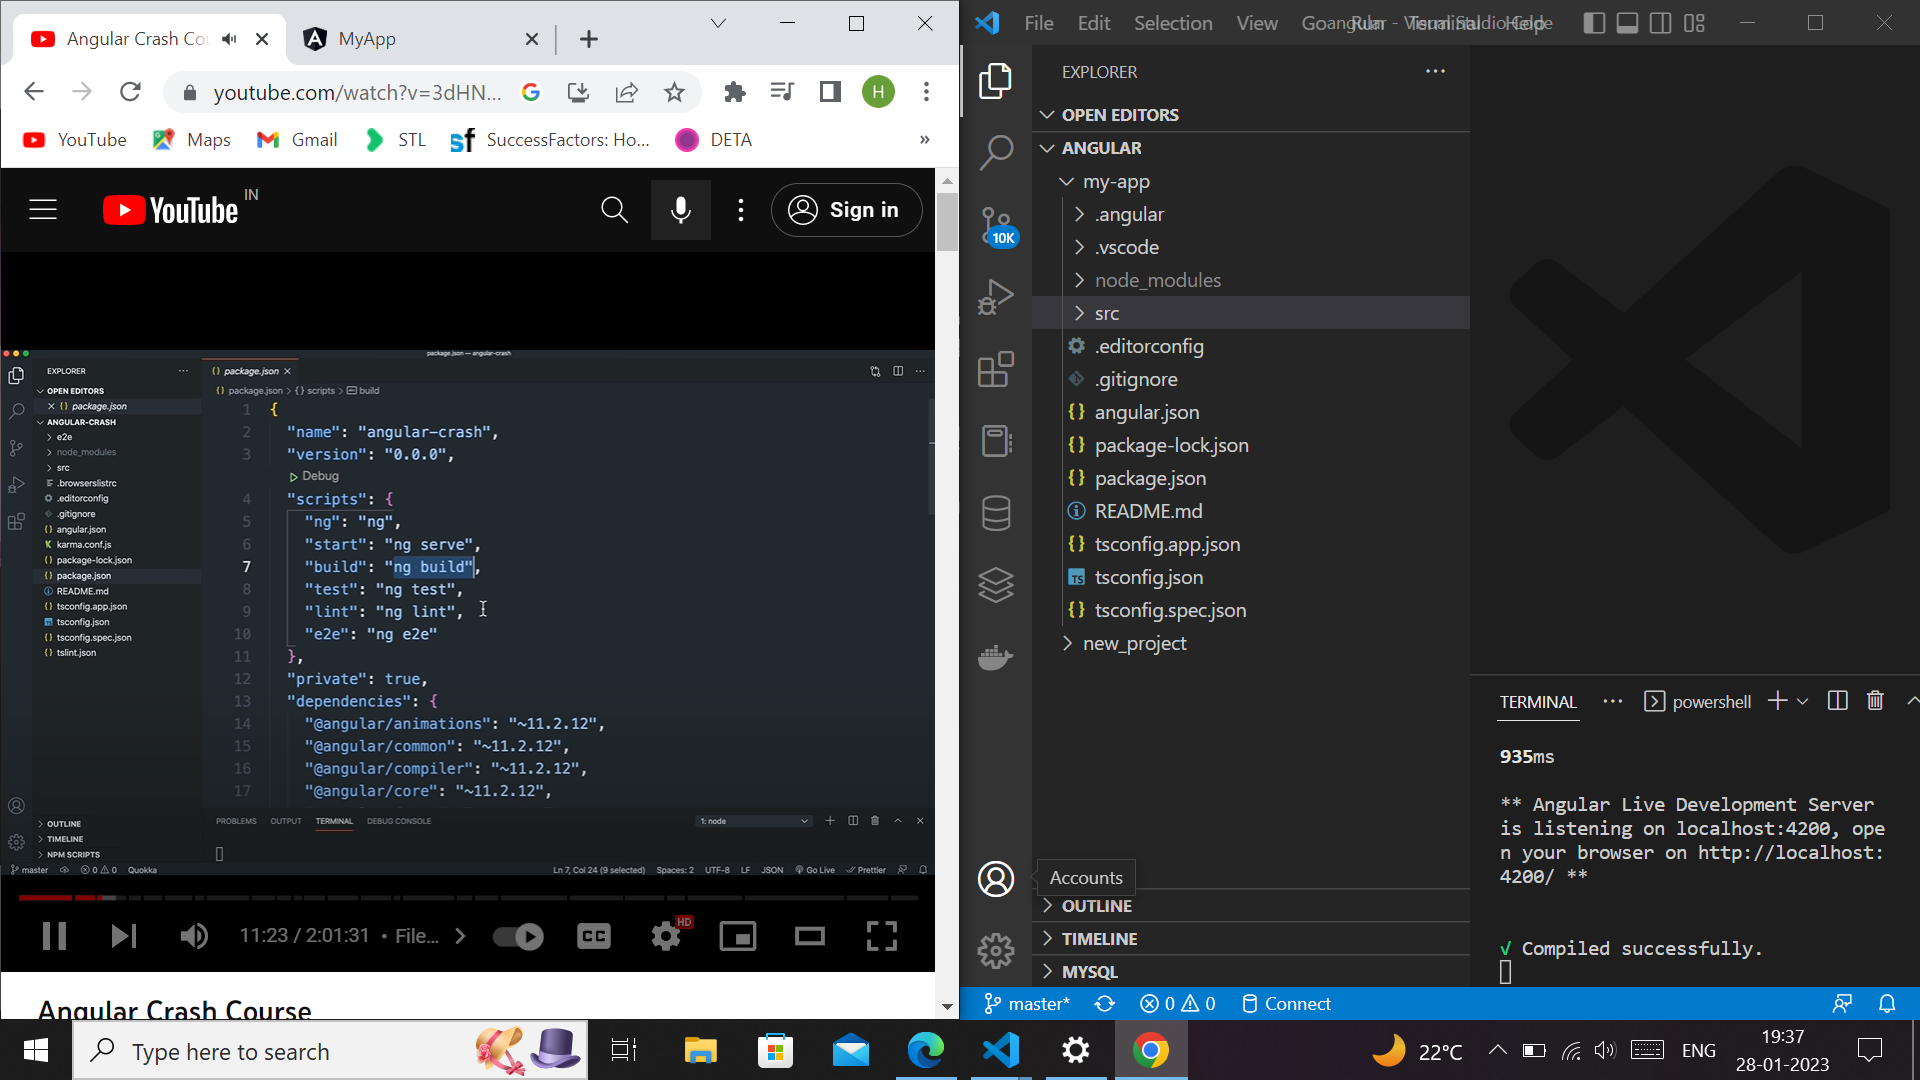 Angular Crash Co
MyApp
youtube.com/watch?v=3dHN...
H
YouTube
Maps
Gmail
STL
SuccessFactors: Ho...
DETA
»
YouTube IN
Sign in
package.json — angular-crash
EXPLORER
OPEN EDITORS
package.json
ANGULAR-CRASH
e2e
node_modules
src
.browserslistrc
.editorconfig
.gitignore
angular.json
karma.conf.js
package-lock.json
package.json
README.md
tsconfig.app.json
tsconfig.json
tsconfig.spec.json
tslint.json
OUTLINE
TIMELINE
NPM SCRIPTS
{} package.json
{} package.json > {} scripts > build
1 {
2 "name": "angular-crash",
3 "version": "0.0.0",
Debug
4 "scripts": {
5 "ng": "ng",
6 "start": "ng serve",
7 "build": "ng build",
8 "test": "ng test",
9 "lint": "ng lint",
10 "e2e": "ng e2e"
11 },
12 "private": true,
13 "dependencies": {
14 "@angular/animations": "~11.2.12",
15 "@angular/common": "~11.2.12",
16 "@angular/compiler": "~11.2.12",
17 "@angular/core": "~11.2.12",
PROBLEMS OUTPUT TERMINAL DEBUG CONSOLE
1: node
master 0 0 Quokka
Ln 7, Col 24 (9 selected) Spaces: 2 UTF-8 LF JSON Go Live Prettier
11:23 / 2:01:31 • File...
CC
HD
Angular Crash Course
File Edit Selection View Go Run Terminal Help
EXPLORER
OPEN EDITORS
ANGULAR
my-app
.angular
.vscode
node_modules
src
.editorconfig
.gitignore
{} angular.json
{} package-lock.json
{} package.json
README.md
{} tsconfig.app.json
TS tsconfig.json
{} tsconfig.spec.json
new_project
10K
Accounts
OUTLINE
TIMELINE
MYSQL
TERMINAL
powershell
935ms
** Angular Live Development Server
is listening on localhost:4200, ope
n your browser on http://localhost:
4200/ **
√ Compiled successfully.
master* 0 0 Connect
Type here to search
22°C
ENG
19:37
28-01-2023